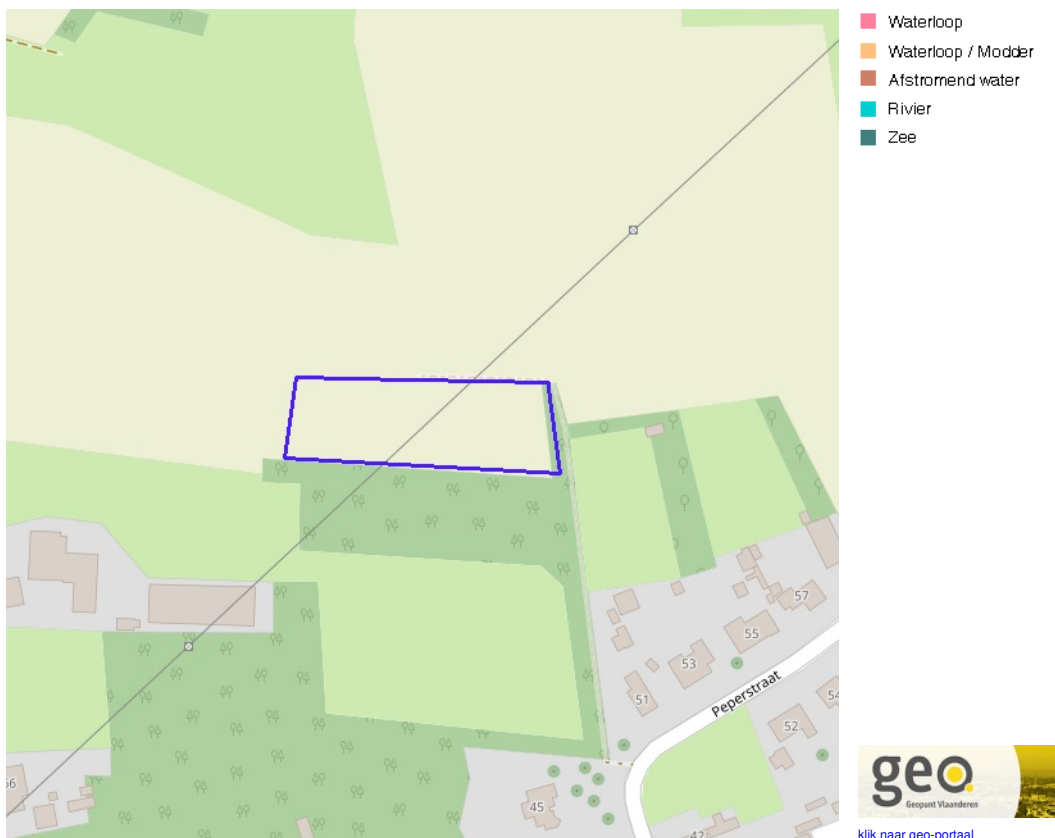 Waterloop
Waterloop / Modder
Afstromend water
Rivier
Zee
57
55
53
51
Peperstraat
54
52
56
45
42
geo.
Geopunt Vlaanderen
klik naar geo-portaal